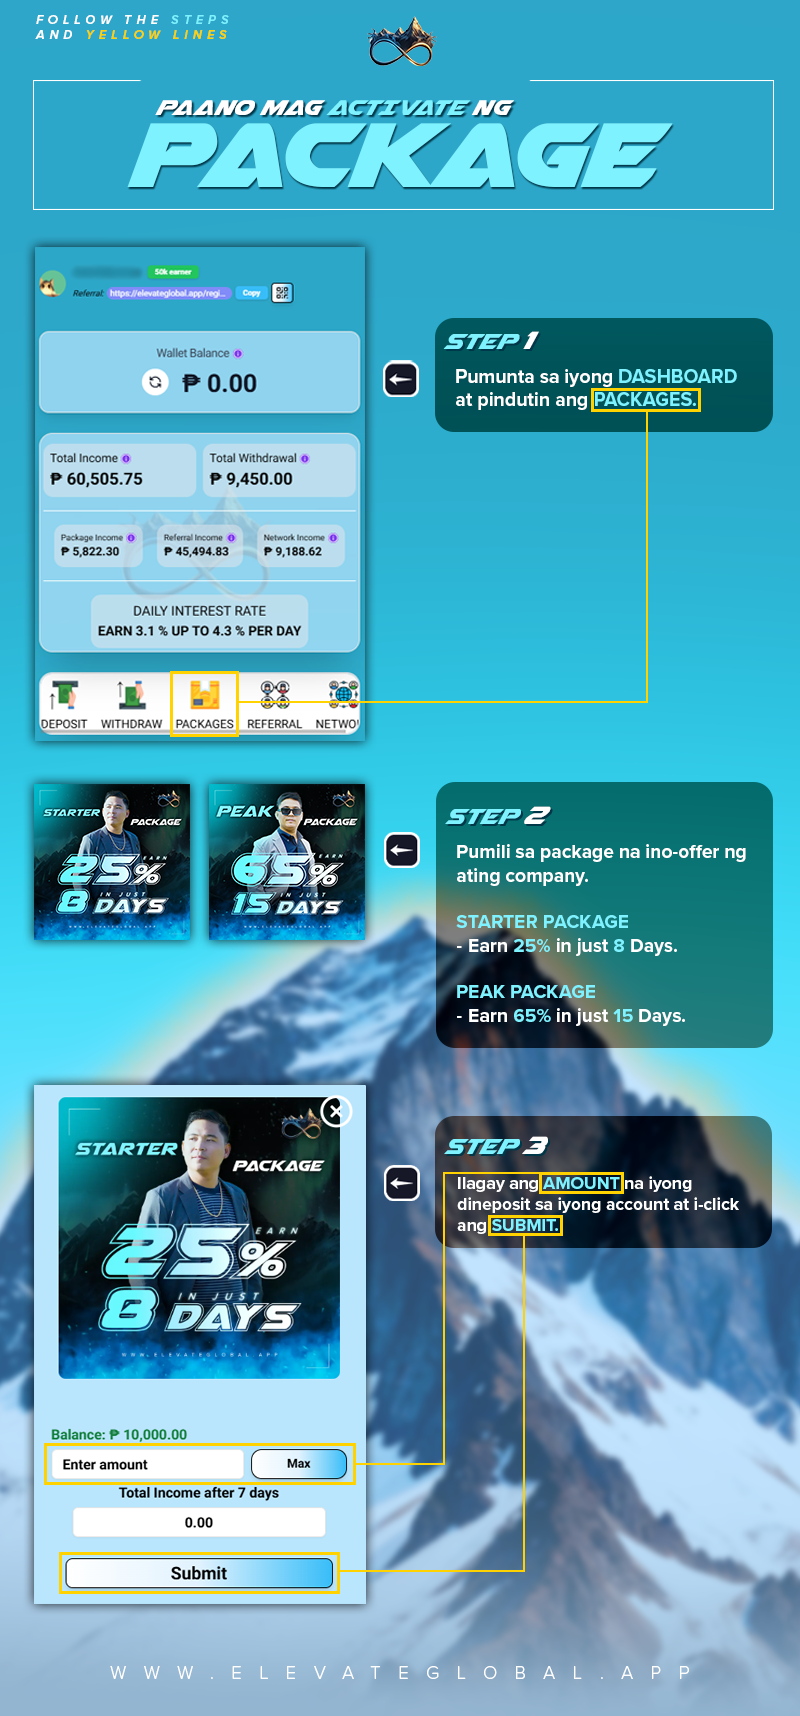 FOLLOW THE STEPS
AND YELLOW LINES
PAANO MAG ACTIVATE NG
PACKAGE
50k earner
Referral: https://elevateglobal.app/regi... Copy
Wallet Balance
₱ 0.00
STEP 1
Pumunta sa iyong DASHBOARD
at pindutin ang PACKAGES.
Total Income
₱ 60,505.75
Total Withdrawal
₱ 9,450.00
Package Income
₱ 5,822.30
Referral Income
₱ 45,494.83
Network Income
₱ 9,188.62
DAILY INTEREST RATE
EARN 3.1 % UP TO 4.3 % PER DAY
DEPOSIT WITHDRAW PACKAGES REFERRAL NETWO
STARTER PACKAGE
EARN
25%
IN JUST
8 DAYS
WWW.ELEVATEGLOBAL.APP
PEAK PACKAGE
EARN
65%
IN JUST
15 DAYS
WWW.ELEVATEGLOBAL.APP
STEP 2
Pumili sa package na ino-offer ng
ating company.
STARTER PACKAGE
- Earn 25% in just 8 Days.
PEAK PACKAGE
- Earn 65% in just 15 Days.
STARTER
PACKAGE
EARN
25%
IN JUST
8 DAYS
WWW.ELEVATEGLOBAL.APP
STEP 3
Ilagay ang AMOUNT na iyong
dineposit sa iyong account at i-click
ang SUBMIT.
Balance: ₱ 10,000.00
Enter amount Max
Total Income after 7 days
0.00
Submit
WWW.ELEVATEGLOBAL.APP